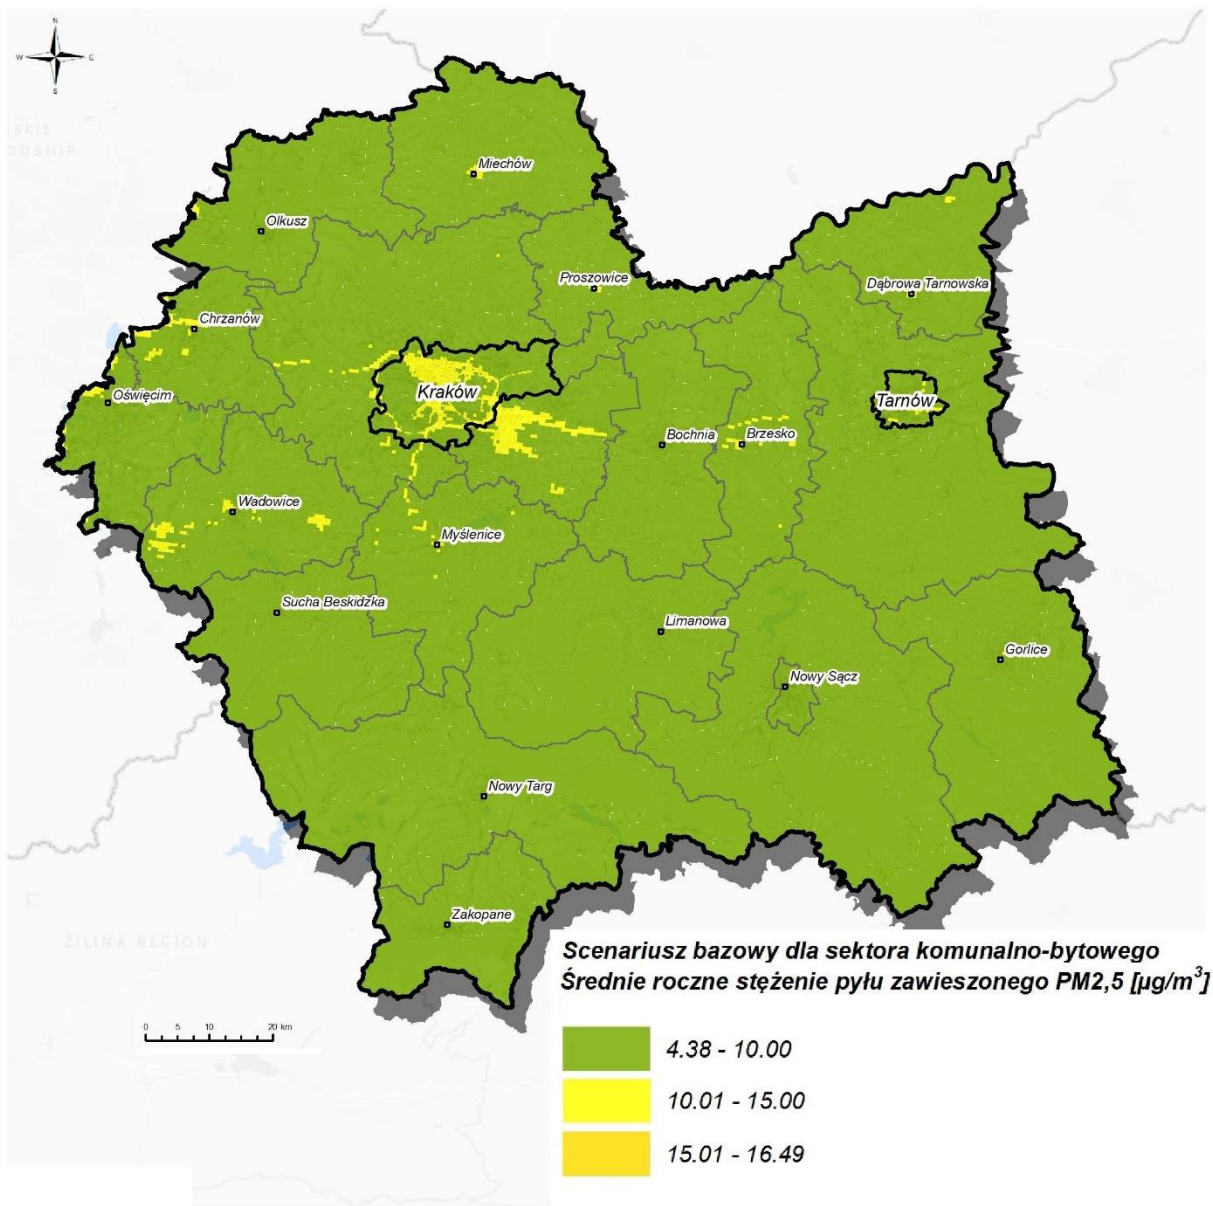 N
W E
S
SKIE
ODSHIP
Miechów
Olkusz
Proszowice
Dąbrowa Tarnowska
Chrzanów
Kraków
Oświęcim
Tarnów
Bochnia
Brzesko
Wadowice
Myślenice
Sucha Beskidzka
Limanowa
Gorlice
Nowy Sącz
Nowy Targ
Zakopane
ŽILINA REGION
Scenariusz bazowy dla sektora komunalno-bytowego
Średnie roczne stężenie pyłu zawieszonego PM2,5 [µg/m³]
0 5 10 20 km
4.38 - 10.00
10.01 - 15.00
15.01 - 16.49